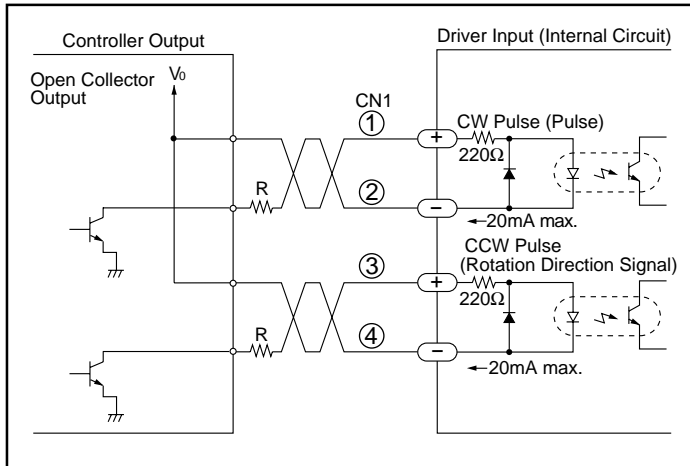 Controller Output
Driver Input (Internal Circuit)
Open Collector
Output
V0
CN1
1
CW Pulse (Pulse)
+
220Ω
2
R
−
20mA max.
CCW Pulse
(Rotation Direction Signal)
3
+
220Ω
R
4
−
20mA max.